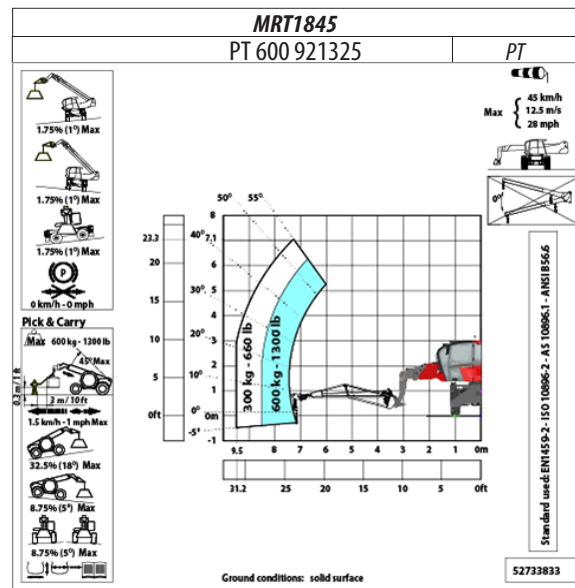 MRT1845
PT 600 921325
PT
1.75% (1°) Max
1.75% (1°) Max
1.75% (1°) Max
P
0 km/h - 0 mph
Pick & Carry
Max
600 kg - 1300 lb
45° Max
0.3 m / 1 ft
3 m / 10 ft
1.5 km/h - 1 mph Max
32.5% (18°) Max
8.75% (5°) Max
8.75% (5°) Max
Max
45 km/h
12.5 m/s
28 mph
0°
55°
50°
40°
30°
20°
10°
0°
-5°
8
7.1
6
5
4
3
2
1
0m
-1
23.3
20
15
10
5
0ft
300 kg - 660 lb
600 kg - 1300 lb
9.5
8
7
6
5
4
3
2
1
0m
31.2
25
20
15
10
5
0ft
Standard used: EN1459-2 - ISO 10896-2 - AS 10896.1 - ANSI B56.6
Ground conditions: solid surface
52733833